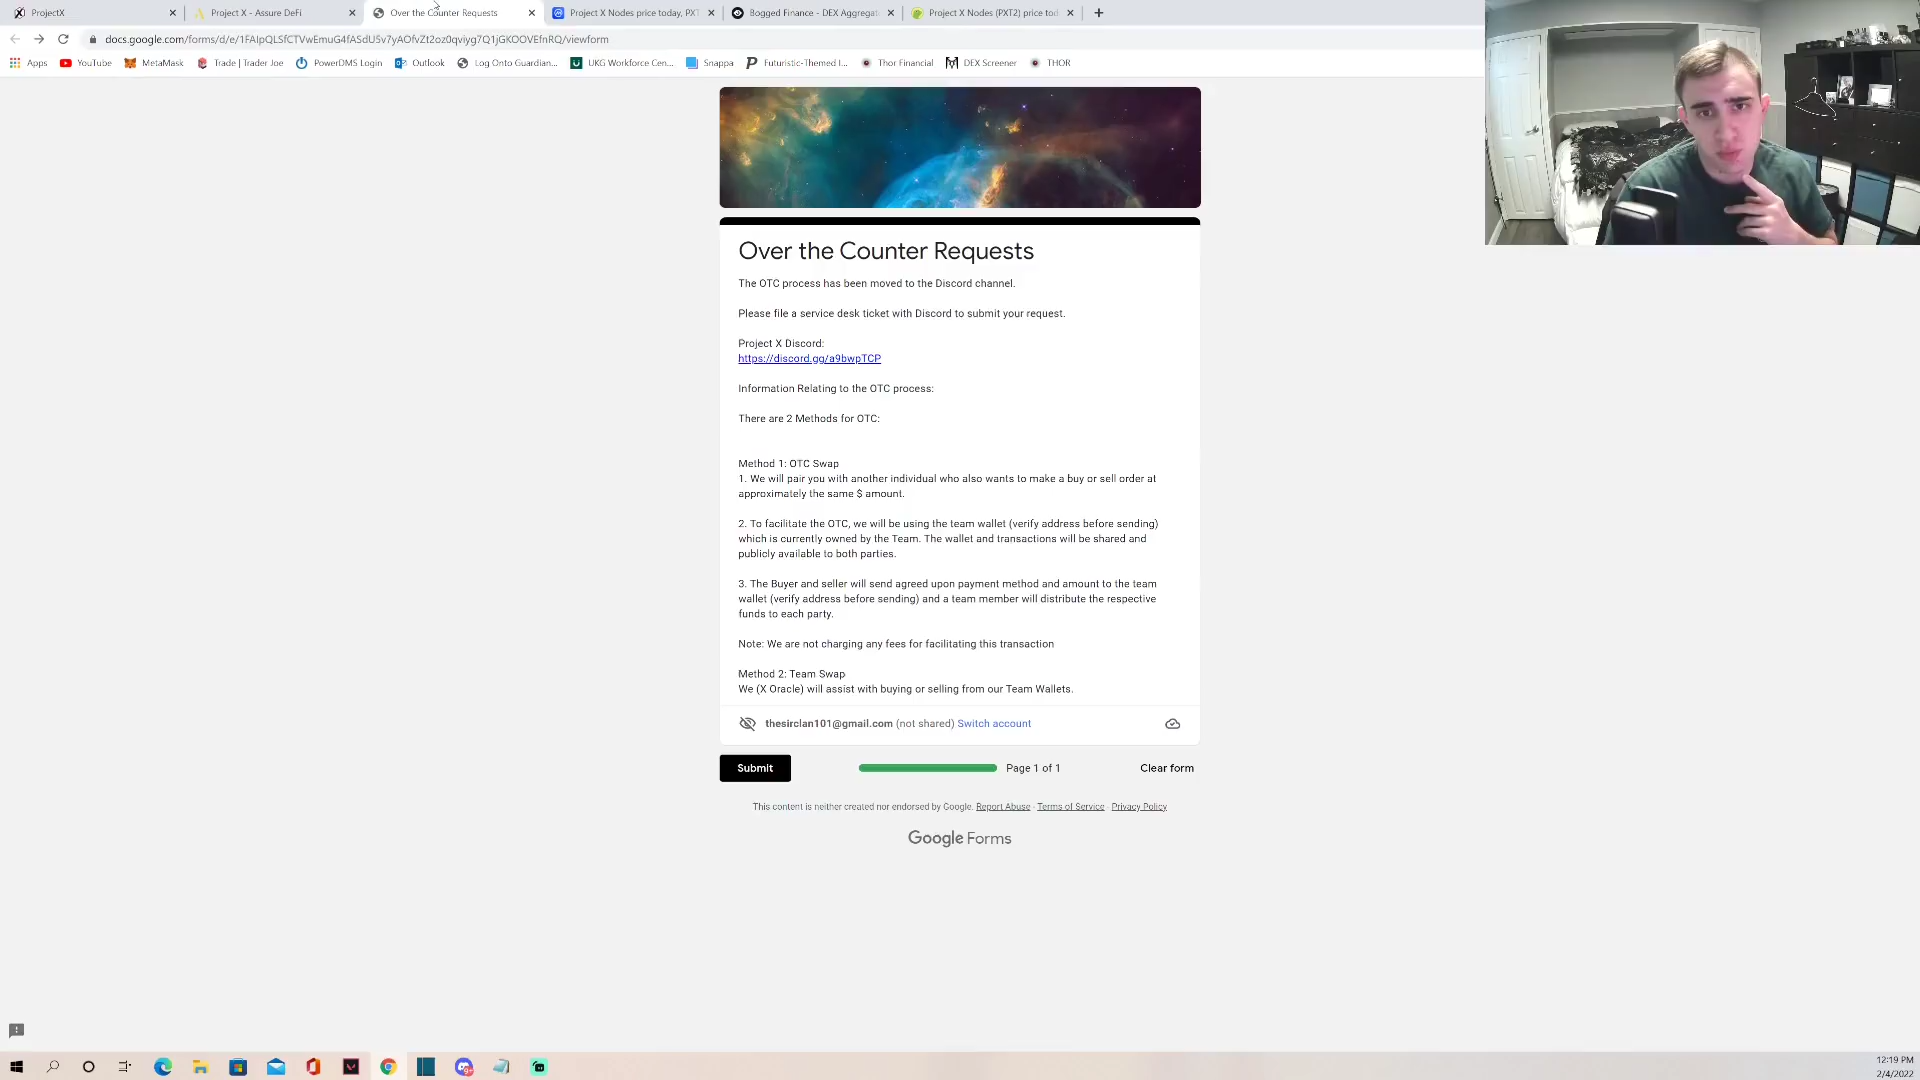 ProjectX
Project X - Assure DeFi
Over the Counter Requests
Project X Nodes price today, PXT
Bogged Finance - DEX Aggregat
Project X Nodes (PXT2) price tod
docs.google.com/forms/d/e/1FAIpQLSfCTVwEmuG4fASdU5v7yAOfvZt2oz0qviyg7Q1jGKOOVEfnRQ/viewform
Apps
YouTube
MetaMask
Trade | Trader Joe
PowerDMS Login
Outlook
Log Onto Guardian...
UKG Workforce Cen...
Snappa
Futuristic-Themed I...
Thor Financial
DEX Screener
THOR
Over the Counter Requests
The OTC process has been moved to the Discord channel.
Please file a service desk ticket with Discord to submit your request.
Project X Discord:
https://discord.gg/a9bwpTCP
Information Relating to the OTC process:
There are 2 Methods for OTC:
Method 1: OTC Swap
1. We will pair you with another individual who also wants to make a buy or sell order at
approximately the same $ amount.
2. To facilitate the OTC, we will be using the team wallet (verify address before sending)
which is currently owned by the Team. The wallet and transactions will be shared and
publicly available to both parties.
3. The Buyer and seller will send agreed upon payment method and amount to the team
wallet (verify address before sending) and a team member will distribute the respective
funds to each party.
Note: We are not charging any fees for facilitating this transaction
Method 2: Team Swap
We (X Oracle) will assist with buying or selling from our Team Wallets.
thesirclan101@gmail.com (not shared) Switch account
Submit
Page 1 of 1
Clear form
This content is neither created nor endorsed by Google. Report Abuse - Terms of Service - Privacy Policy
Google Forms
12:19 PM
2/4/2022